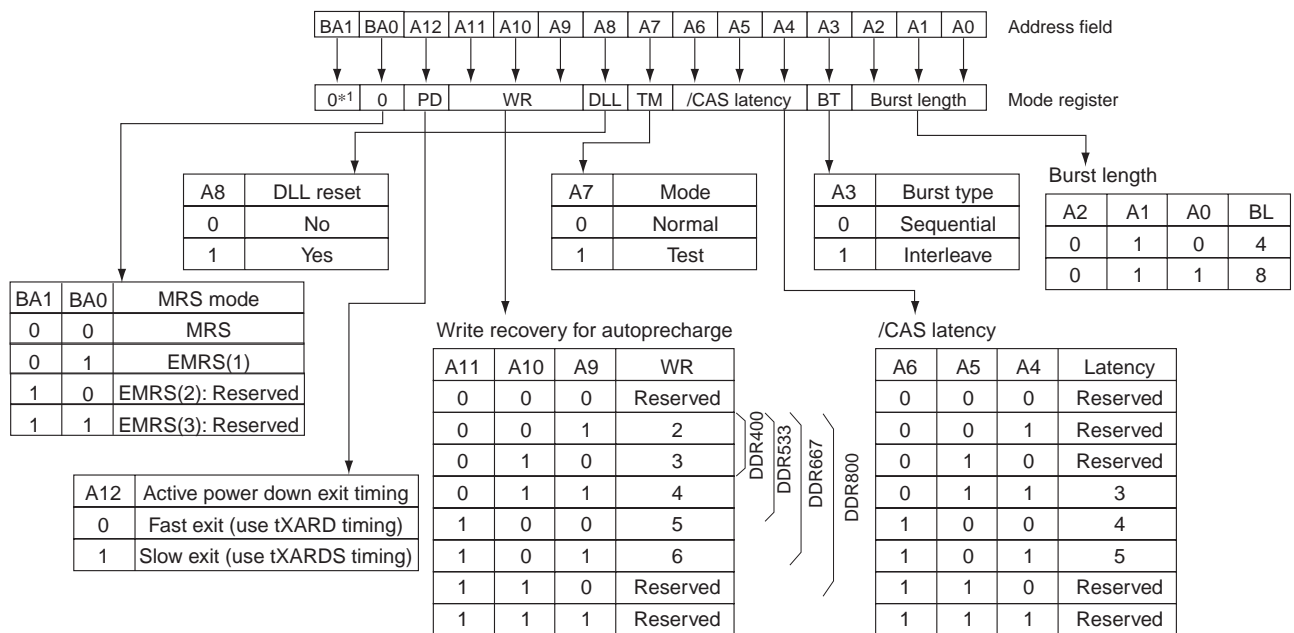 BA1 BA0 A12 A11 A10 A9 A8 A7 A6 A5 A4 A3 A2 A1 A0 Address field
0*1 0 PD WR DLL TM /CAS latency BT Burst length Mode register
A8 DLL reset
0 No
1 Yes
A7 Mode
0 Normal
1 Test
A3 Burst type
0 Sequential
1 Interleave
Burst length
A2 A1 A0 BL
0 1 0 4
0 1 1 8
BA1 BA0 MRS mode
0 0 MRS
0 1 EMRS(1)
1 0 EMRS(2): Reserved
1 1 EMRS(3): Reserved
A12 Active power down exit timing
0 Fast exit (use tXARD timing)
1 Slow exit (use tXARDS timing)
Write recovery for autoprecharge
A11 A10 A9 WR
0 0 0 Reserved
0 0 1 2
0 1 0 3
0 1 1 4
1 0 0 5
1 0 1 6
1 1 0 Reserved
1 1 1 Reserved
DDR400
DDR533
DDR667
DDR800
/CAS latency
A6 A5 A4 Latency
0 0 0 Reserved
0 0 1 Reserved
0 1 0 Reserved
0 1 1 3
1 0 0 4
1 0 1 5
1 1 0 Reserved
1 1 1 Reserved